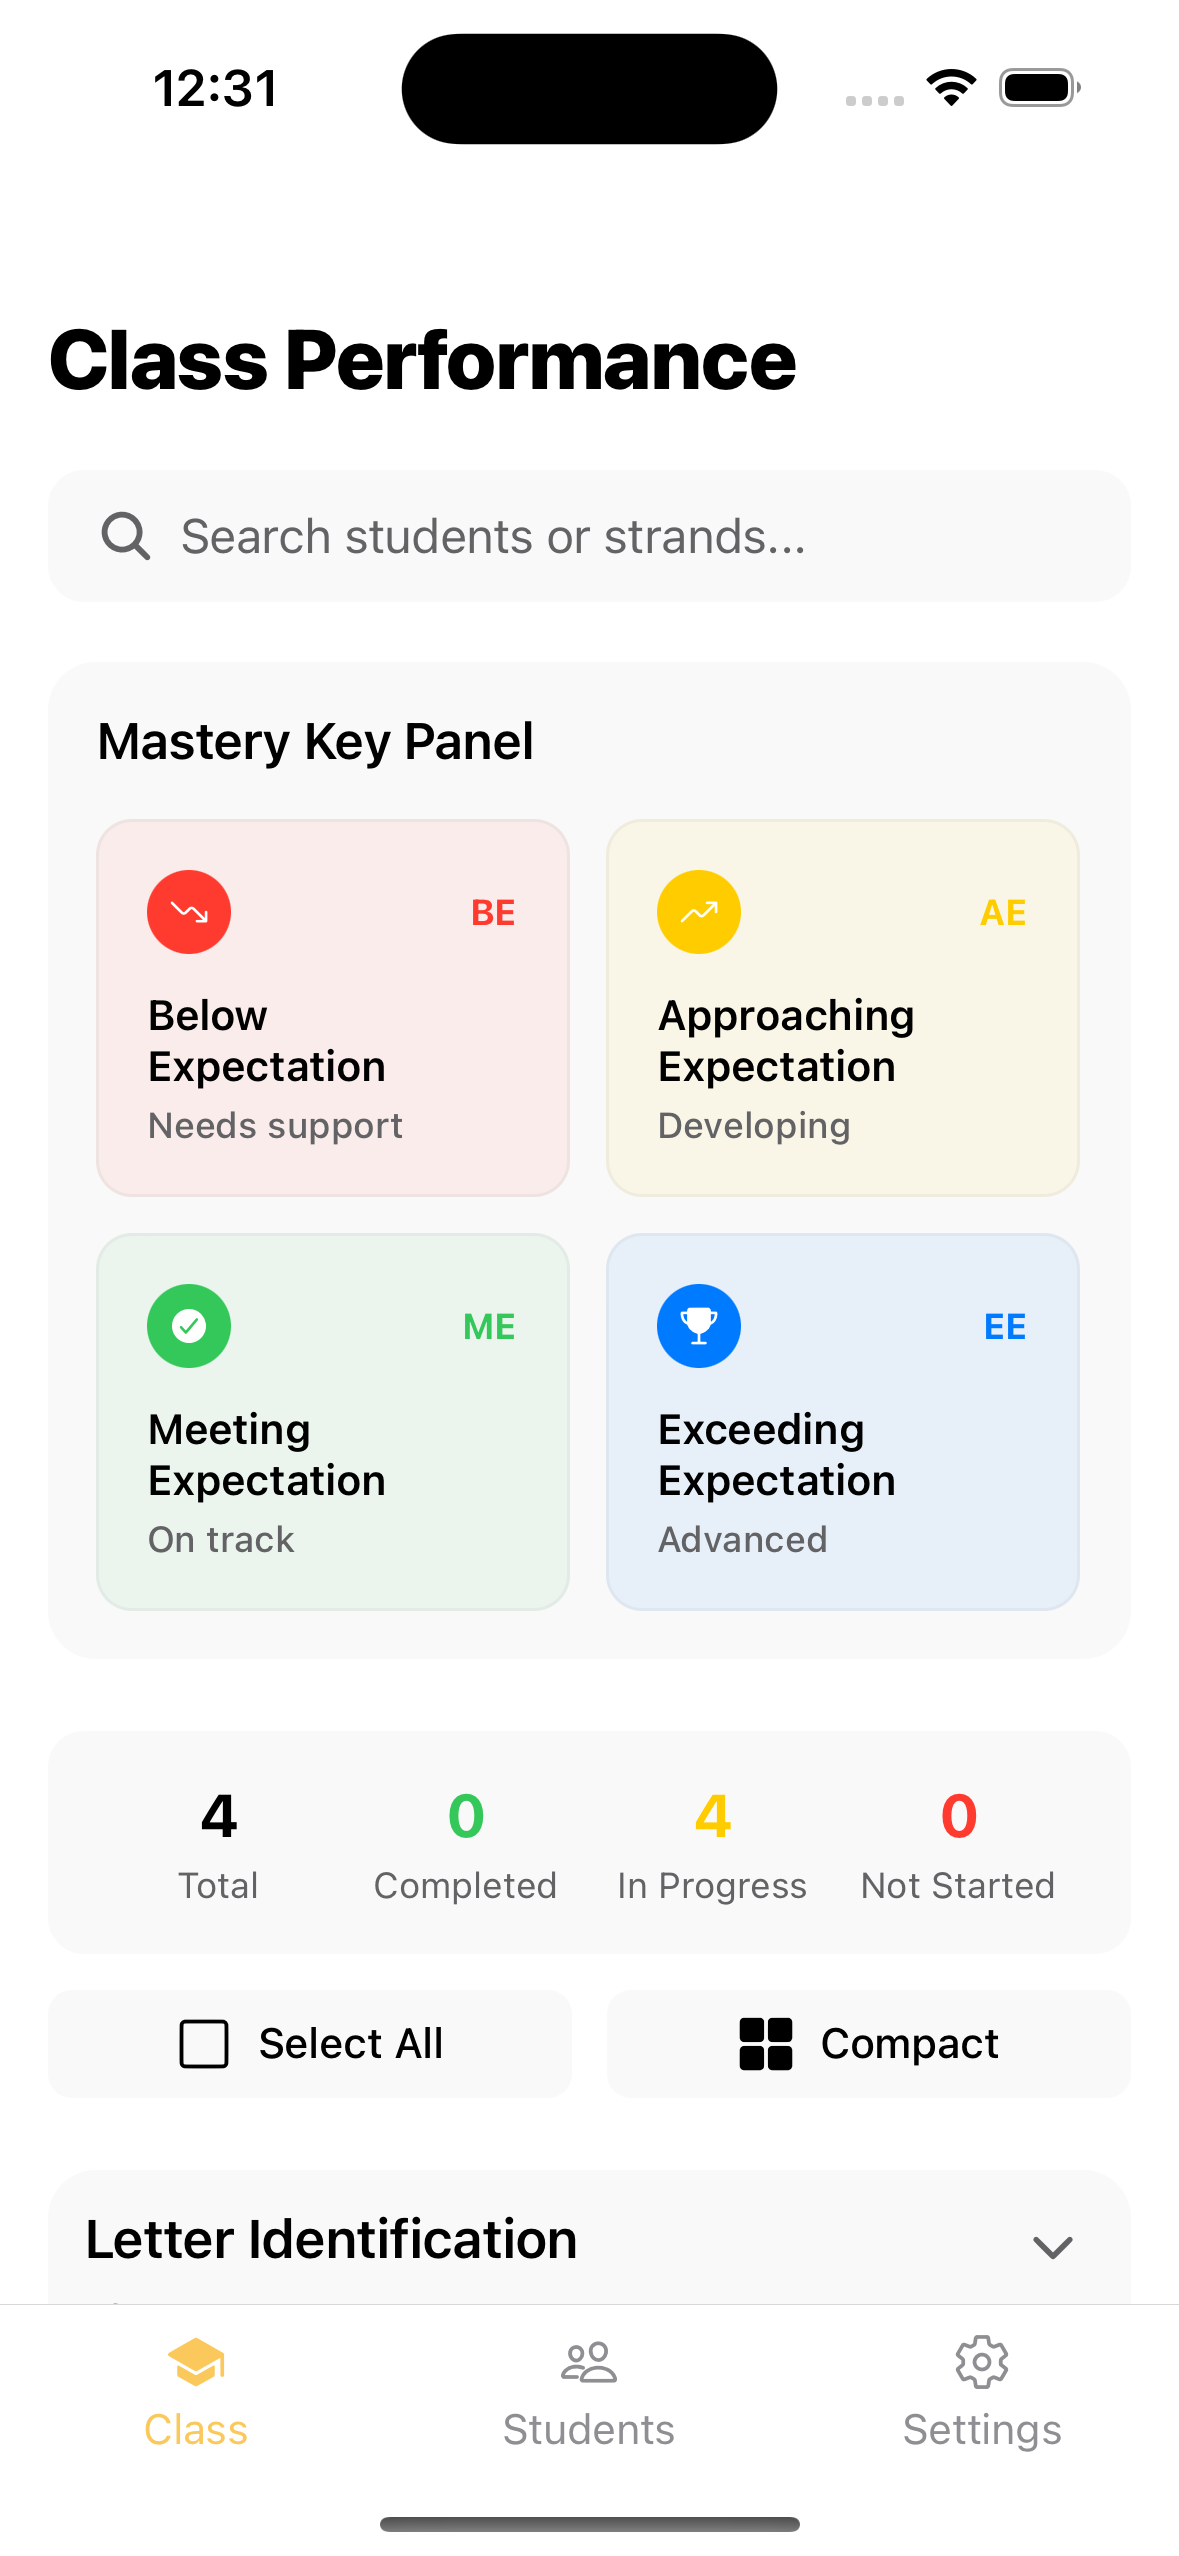 12:31
Class Performance
Search students or strands...
Mastery Key Panel
BE
Below
Expectation
Needs support
AE
Approaching
Expectation
Developing
ME
Meeting
Expectation
On track
EE
Exceeding
Expectation
Advanced
4
Total
0
Completed
4
In Progress
0
Not Started
Select All
Compact
Letter Identification
Class
Students
Settings